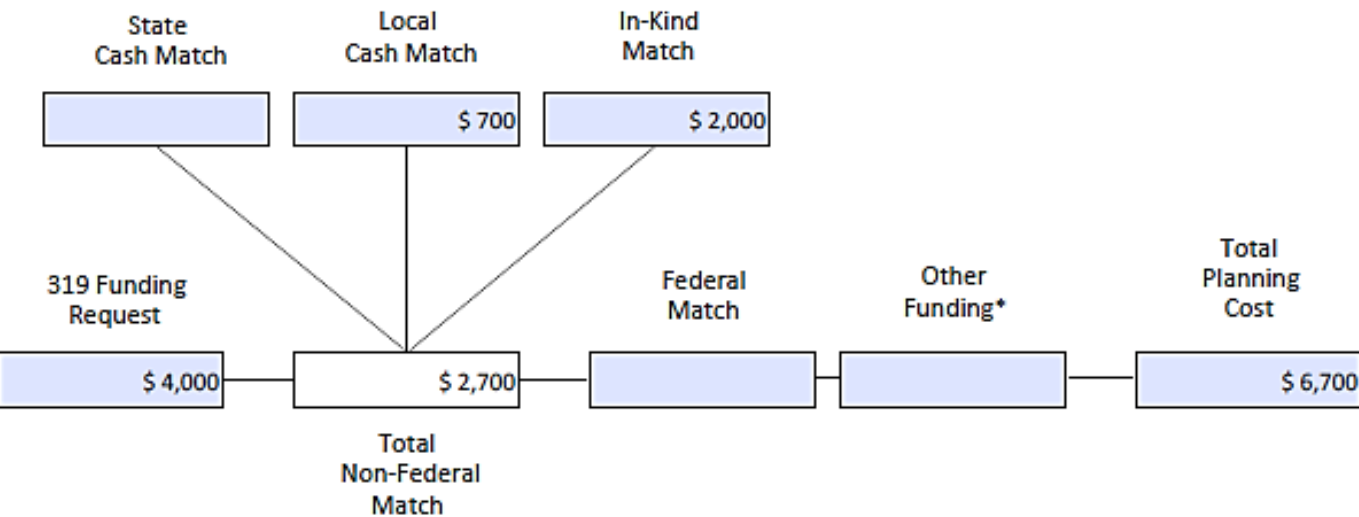 State
Cash Match
Local
Cash Match
In-Kind
Match
$ 700
$ 2,000
319 Funding
Request
Federal
Match
Other
Funding*
Total
Planning
Cost
$ 4,000
$ 2,700
$ 6,700
Total
Non-Federal
Match